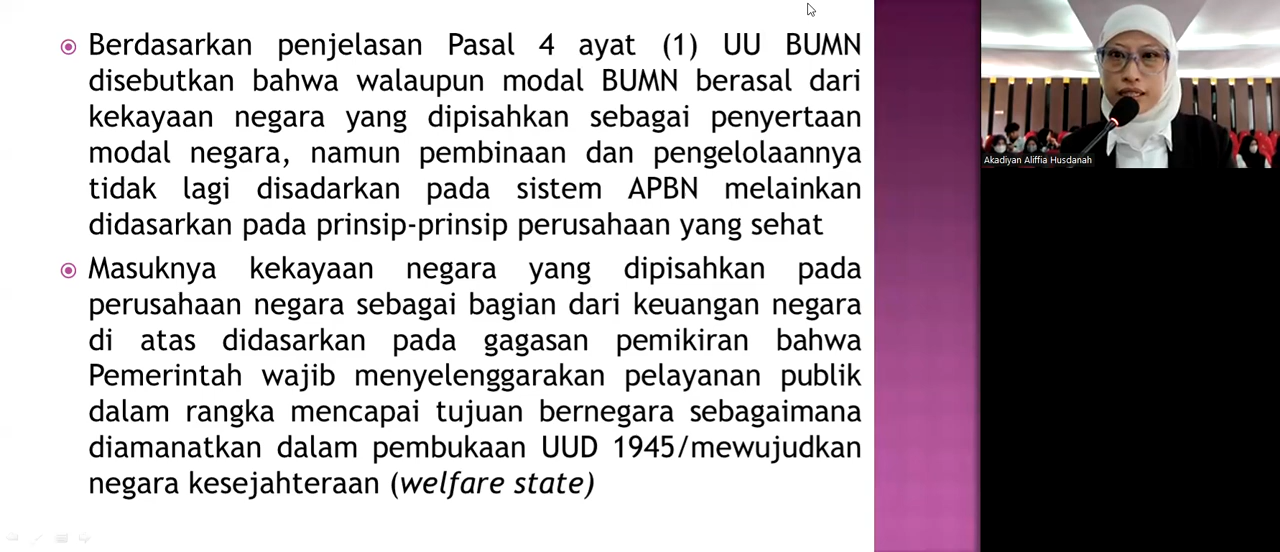 Berdasarkan penjelasan Pasal 4 ayat (1) UU BUMN
disebutkan bahwa walaupun modal BUMN berasal dari
kekayaan negara yang dipisahkan sebagai penyertaan
modal negara, namun pembinaan dan pengelolaannya
tidak lagi disadarkan pada sistem APBN melainkan
didasarkan pada prinsip-prinsip perusahaan yang sehat
Masuknya kekayaan negara yang dipisahkan pada
perusahaan negara sebagai bagian dari keuangan negara
di atas didasarkan pada gagasan pemikiran bahwa
Pemerintah wajib menyelenggarakan pelayanan publik
dalam rangka mencapai tujuan bernegara sebagaimana
diamanatkan dalam pembukaan UUD 1945/mewujudkan
negara kesejahteraan (welfare state)
Akadiyan Aliffia Husdanah